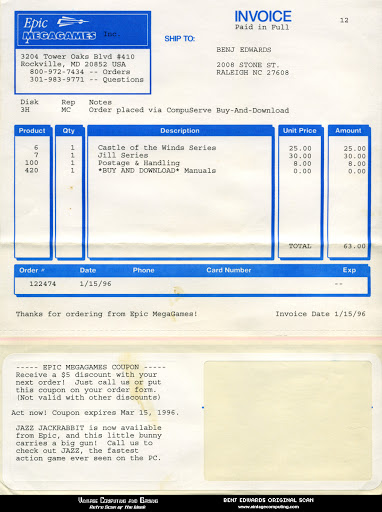 Epic
MEGAGAMES Inc.
3204 Tower Oaks Blvd #410
Rockville, MD 20852 USA
800-972-7434 -- Orders
301-983-9771 -- Questions
INVOICE
Paid in Full
12
SHIP TO:
BENJ EDWARDS
2008 STONE ST.
RALEIGH NC 27608
Disk Rep Notes
3H MC Order placed via CompuServe Buy-And-Download
Product Qty Description Unit Price Amount
6 1 Castle of the Winds Series 25.00 25.00
7 1 Jill Series 30.00 30.00
100 1 Postage & Handling 8.00 8.00
420 1 *BUY AND DOWNLOAD* Manuals 0.00 0.00
TOTAL 63.00
Order # Date Phone Card Number Exp
122474 1/15/96 --
Thanks for ordering from Epic MegaGames! Invoice Date 1/15/96
----- EPIC MEGAGAMES COUPON -----
Receive a $5 discount with your
next order! Just call us or put
this coupon on your order form.
(Not valid with other discounts)
Act now! Coupon expires Mar 15, 1996.
JAZZ JACKRABBIT is now available
from Epic, and this little bunny
carries a big gun! Call us to
check out JAZZ, the fastest
action game ever seen on the PC.
Vintage Computing and Gaming
Retro Scan of the Week
BENJ EDWARDS ORIGINAL SCAN
www.vintagecomputing.com